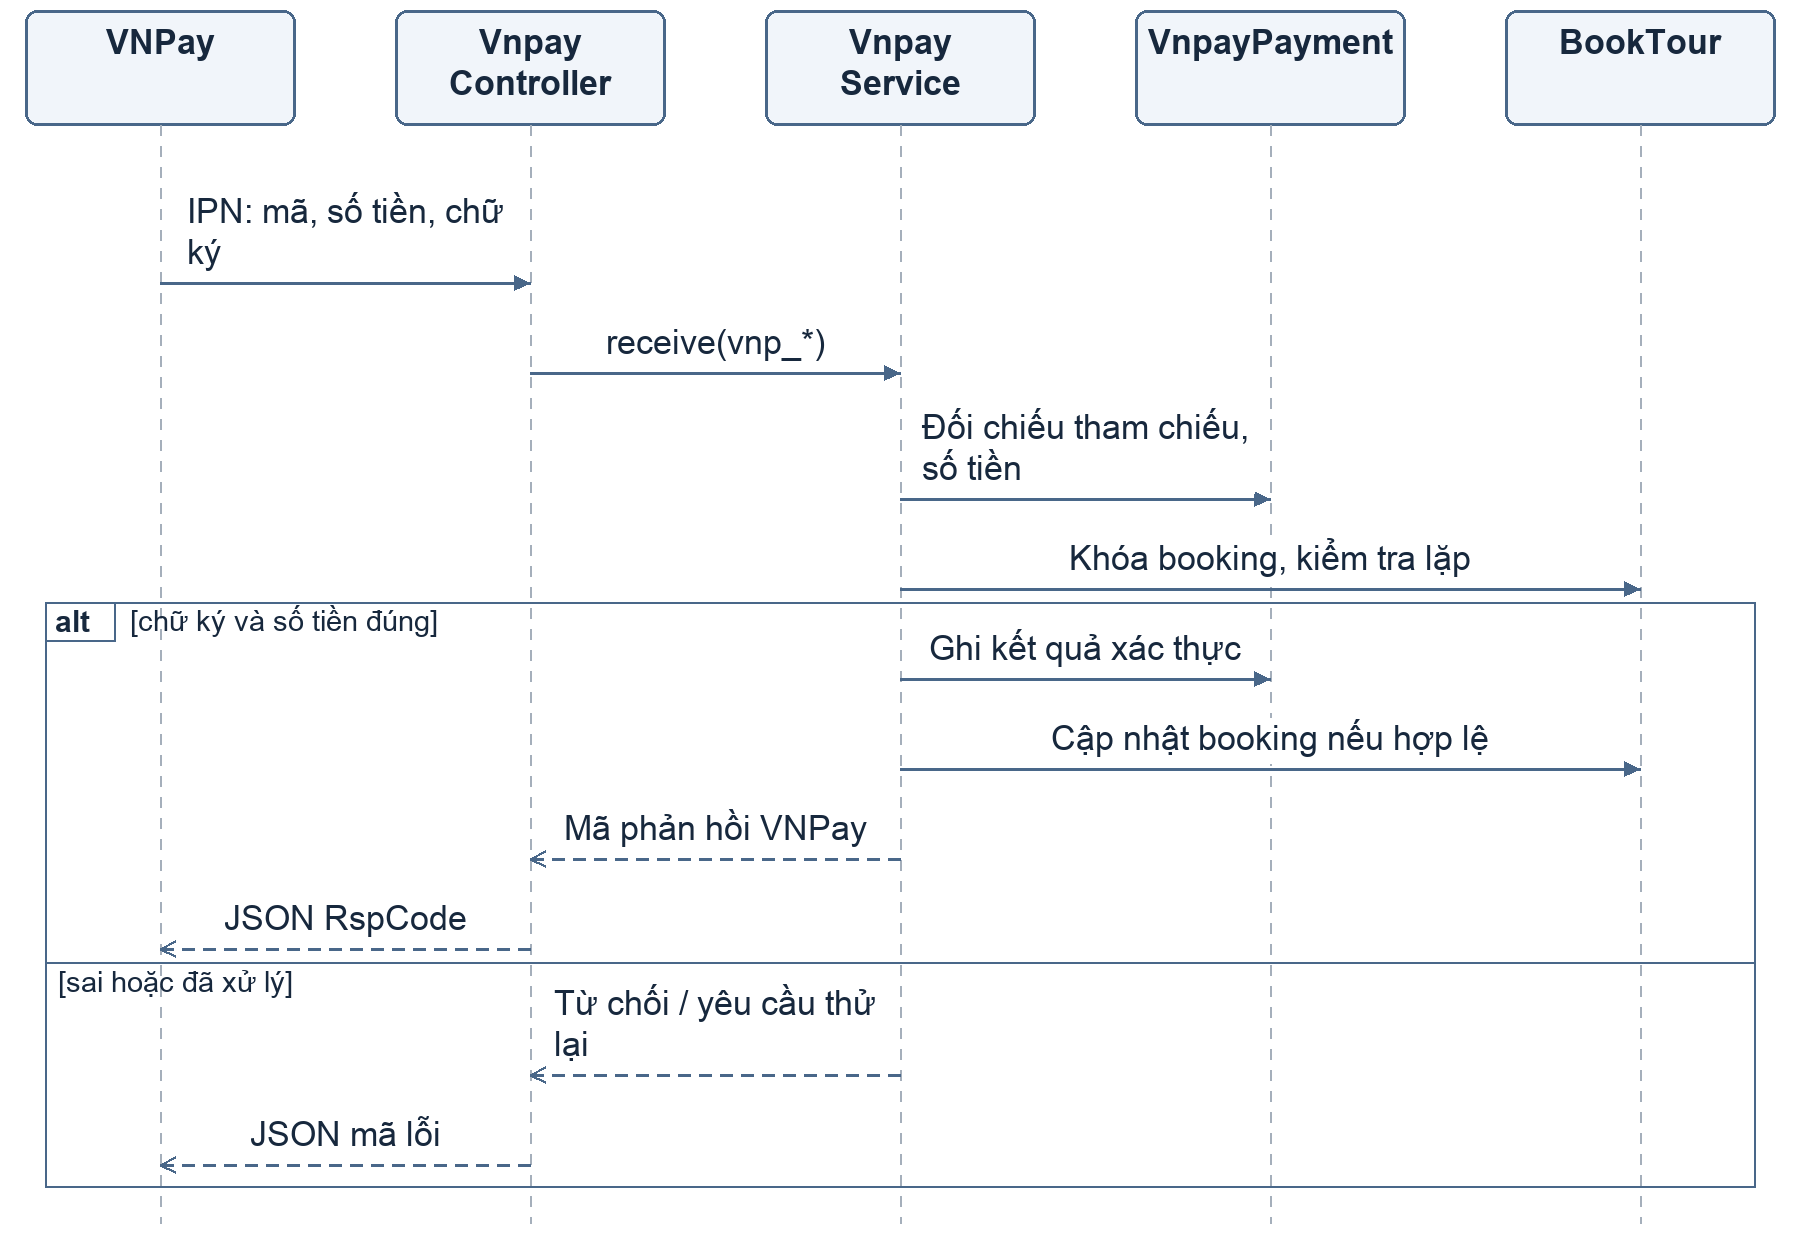 VNPay
Vnpay
Controller
Vnpay
Service
VnpayPayment
BookTour
IPN: mã, số tiền, chữ
ký
receive(vnp_*)
Đối chiếu tham chiếu,
số tiền
Khóa booking, kiểm tra lặp
alt [chữ ký và số tiền đúng]
Ghi kết quả xác thực
Cập nhật booking nếu hợp lệ
Mã phản hồi VNPay
JSON RspCode
[sai hoặc đã xử lý]
Từ chối / yêu cầu thử
lại
JSON mã lỗi